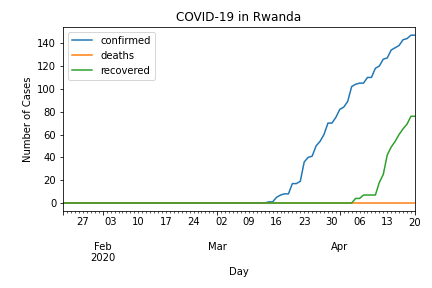 COVID-19 in Rwanda
confirmed
deaths
recovered
Number of Cases
140
120
100
80
60
40
20
0
27 03 10 17 24 02 09 16 23 30 06 13 20
Feb Mar Apr
2020
Day